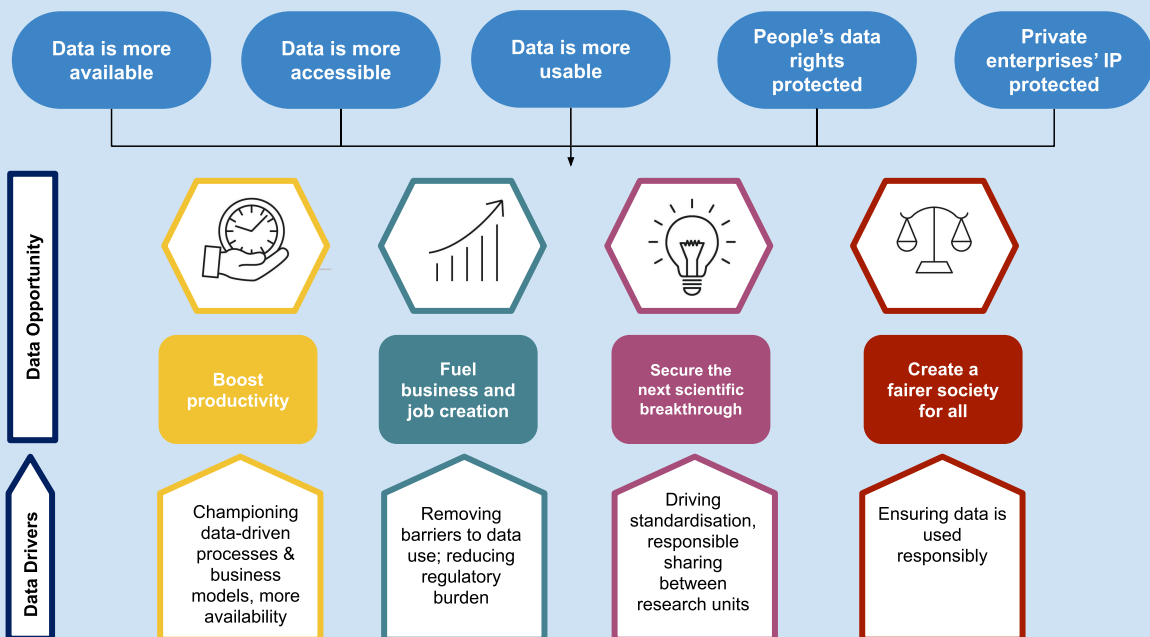 Data is more
available
Data is more
accessible
Data is more
usable
People’s data
rights
protected
Private
enterprises’ IP
protected
Data Opportunity
Boost
productivity
Fuel
business and
job creation
Secure the
next scientific
breakthrough
Create a
fairer society
for all
Data Drivers
Championing
data-driven
processes &
business
models, more
availability
Removing
barriers to data
use; reducing
regulatory
burden
Driving
standardisation,
responsible
sharing
between
research units
Ensuring data is
used
responsibly